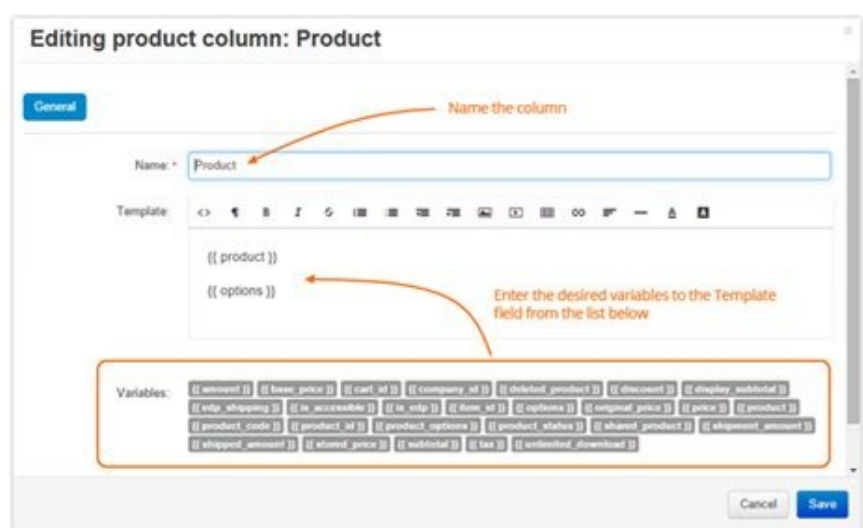 Editing product column: Product
General
Name the column
Name: *
Product
Template:
{{ product }}
{{ options }}
Enter the desired variables to the Template
field from the list below
Variables:
{{ amount }} {{ base_price }} {{ cart_id }} {{ company_id }} {{ deleted_product }} {{ discount }} {{ display_subtotal }}
{{ edp_shipping }} {{ is_accessible }} {{ is_edp }} {{ item_id }} {{ options }} {{ original_price }} {{ price }} {{ product }}
{{ product_code }} {{ product_id }} {{ product_options }} {{ product_status }} {{ shared_product }} {{ shipment_amount }}
{{ shipped_amount }} {{ stored_price }} {{ subtotal }} {{ tax }} {{ unlimited_download }}
Cancel Save